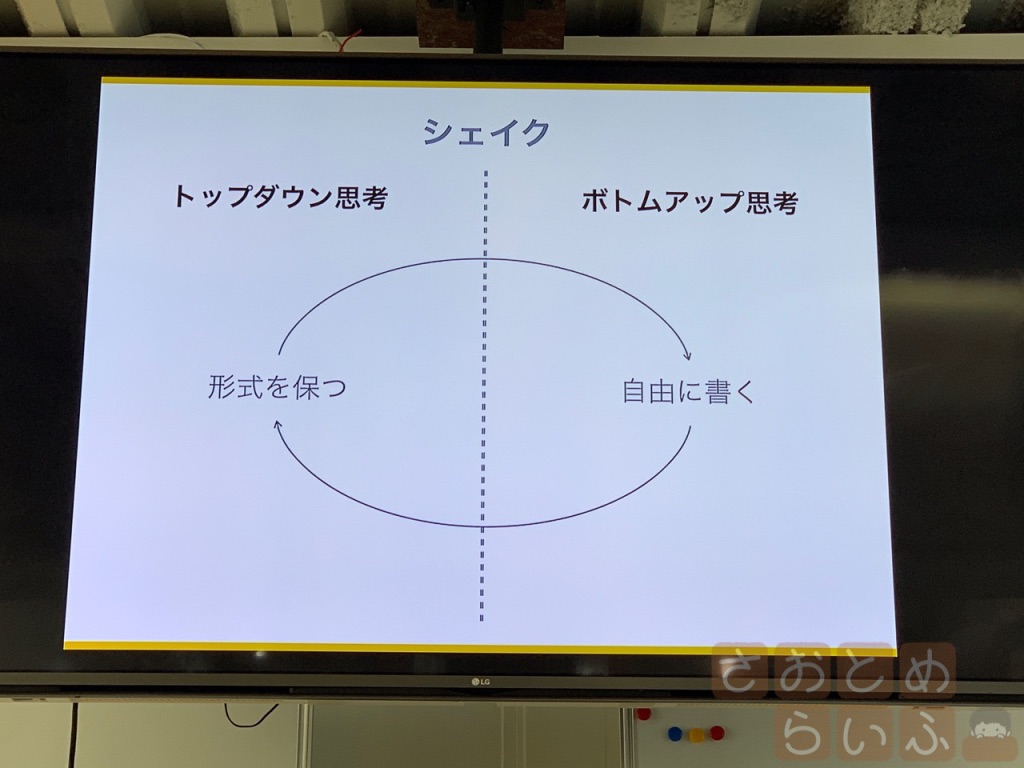 シェイク
トップダウン思考
ボトムアップ思考
形式を保つ
自由に書く
LG
さおとめ
らいふ